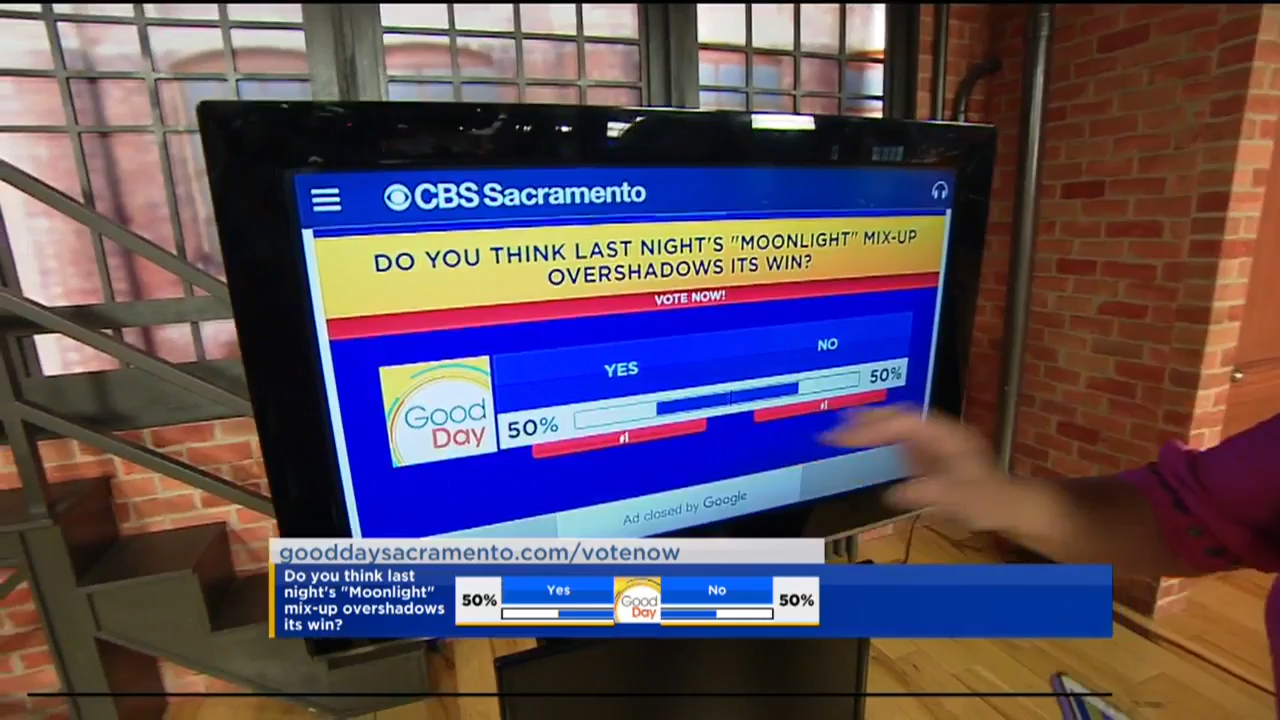 CBS Sacramento
DO YOU THINK LAST NIGHT'S "MOONLIGHT" MIX-UP
OVERSHADOWS ITS WIN?
VOTE NOW!
YES
NO
Good
Day
50%
50%
#1
#1
Ad closed by Google
gooddaysacramento.com/votenow
Do you think last
night's "Moonlight"
mix-up overshadows
its win?
50%
Yes
Good
Day
No
50%